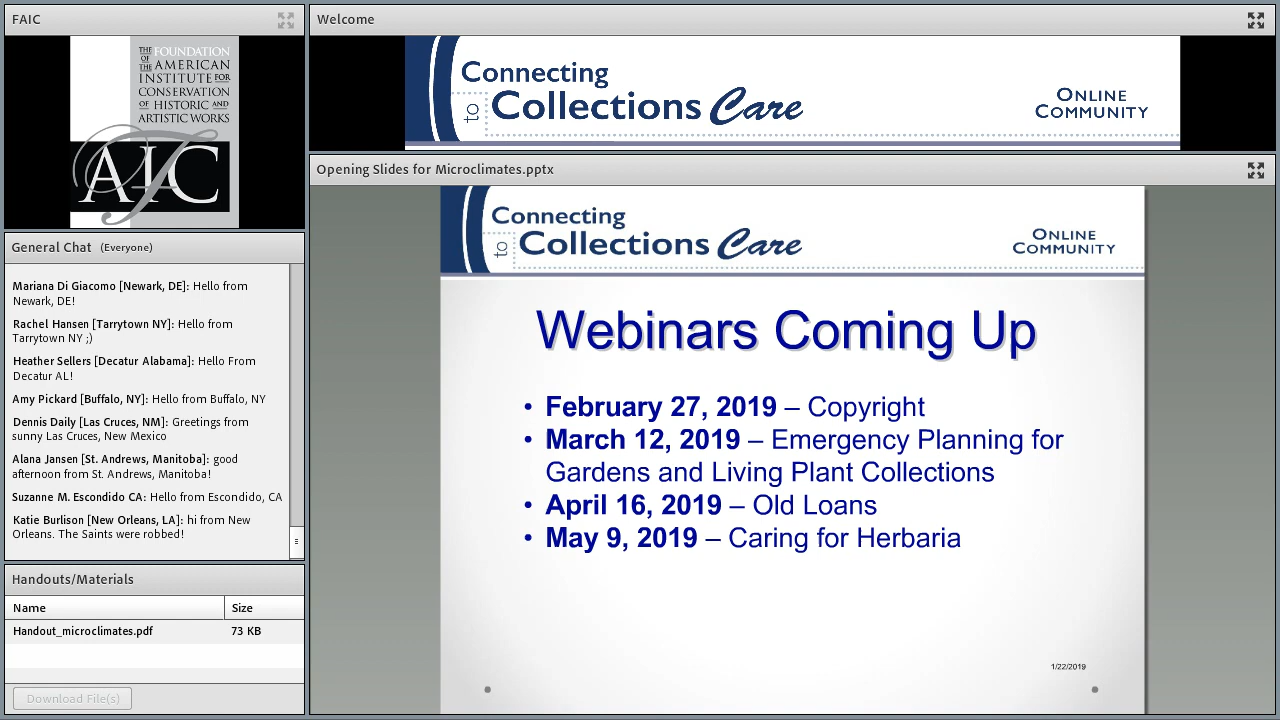 FAIC
THE FOUNDATION
OF THE AMERICAN
INSTITUTE FOR
CONSERVATION
OF HISTORIC AND
ARTISTIC WORKS
AIC
General Chat (Everyone)
Mariana Di Giacomo [Newark, DE]: Hello from
Newark, DE!
Rachel Hansen [Tarrytown NY]: Hello from
Tarrytown NY ;)
Heather Sellers [Decatur Alabama]: Hello From
Decatur AL!
Amy Pickard [Buffalo, NY]: Hello from Buffalo, NY
Dennis Daily [Las Cruces, NM]: Greetings from
sunny Las Cruces, New Mexico
Alana Jansen [St. Andrews, Manitoba]: good
afternoon from St. Andrews, Manitoba!
Suzanne M. Escondido CA: Hello from Escondido, CA
Katie Burlison [New Orleans, LA]: hi from New
Orleans. The Saints were robbed!
Handouts/Materials
Name Size
Handout_microclimates.pdf 73 KB
Download File(s)
Welcome
Connecting
to Collections Care
ONLINE
COMMUNITY
Opening Slides for Microclimates.pptx
Connecting
to Collections Care
ONLINE
COMMUNITY
Webinars Coming Up
• February 27, 2019 – Copyright
• March 12, 2019 – Emergency Planning for
Gardens and Living Plant Collections
• April 16, 2019 – Old Loans
• May 9, 2019 – Caring for Herbaria
1/22/2019